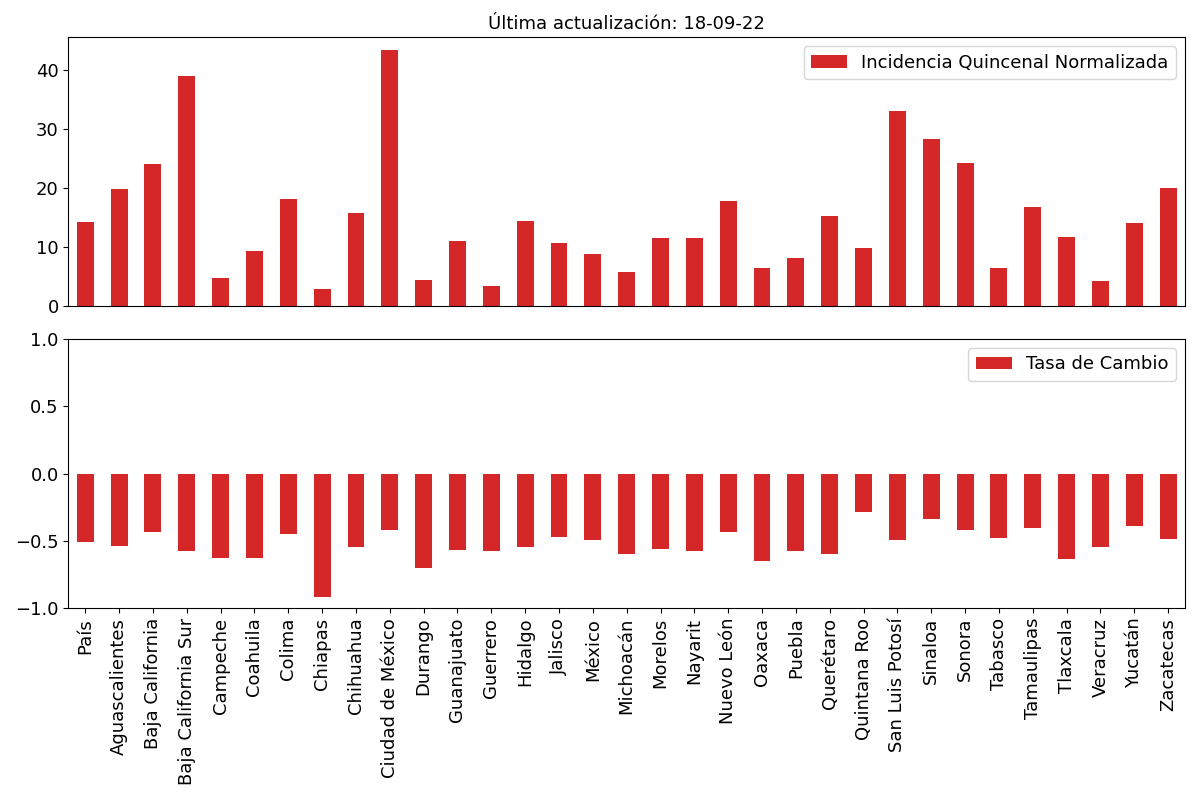 Última actualización: 18-09-22
Incidencia Quincenal Normalizada
40
30
20
10
0
Tasa de Cambio
1.0
0.5
0.0
−0.5
−1.0
País
Aguascalientes
Baja California
Baja California Sur
Campeche
Coahuila
Colima
Chiapas
Chihuahua
Ciudad de México
Durango
Guanajuato
Guerrero
Hidalgo
Jalisco
México
Michoacán
Morelos
Nayarit
Nuevo León
Oaxaca
Puebla
Querétaro
Quintana Roo
San Luis Potosí
Sinaloa
Sonora
Tabasco
Tamaulipas
Tlaxcala
Veracruz
Yucatán
Zacatecas